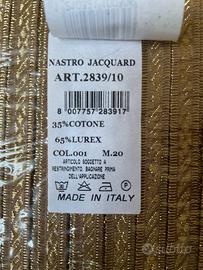 NASTRO JACQUARD
ART.2839/10
8 007757 283917
35%COTONE
65%LUREX
COL.001 M.20
ARTICOLO SOGGETTO A
RESTRINGIMENTO. BAGNARE PRIMA
DELL'APPLICAZIONE
MADE IN ITALY
subito